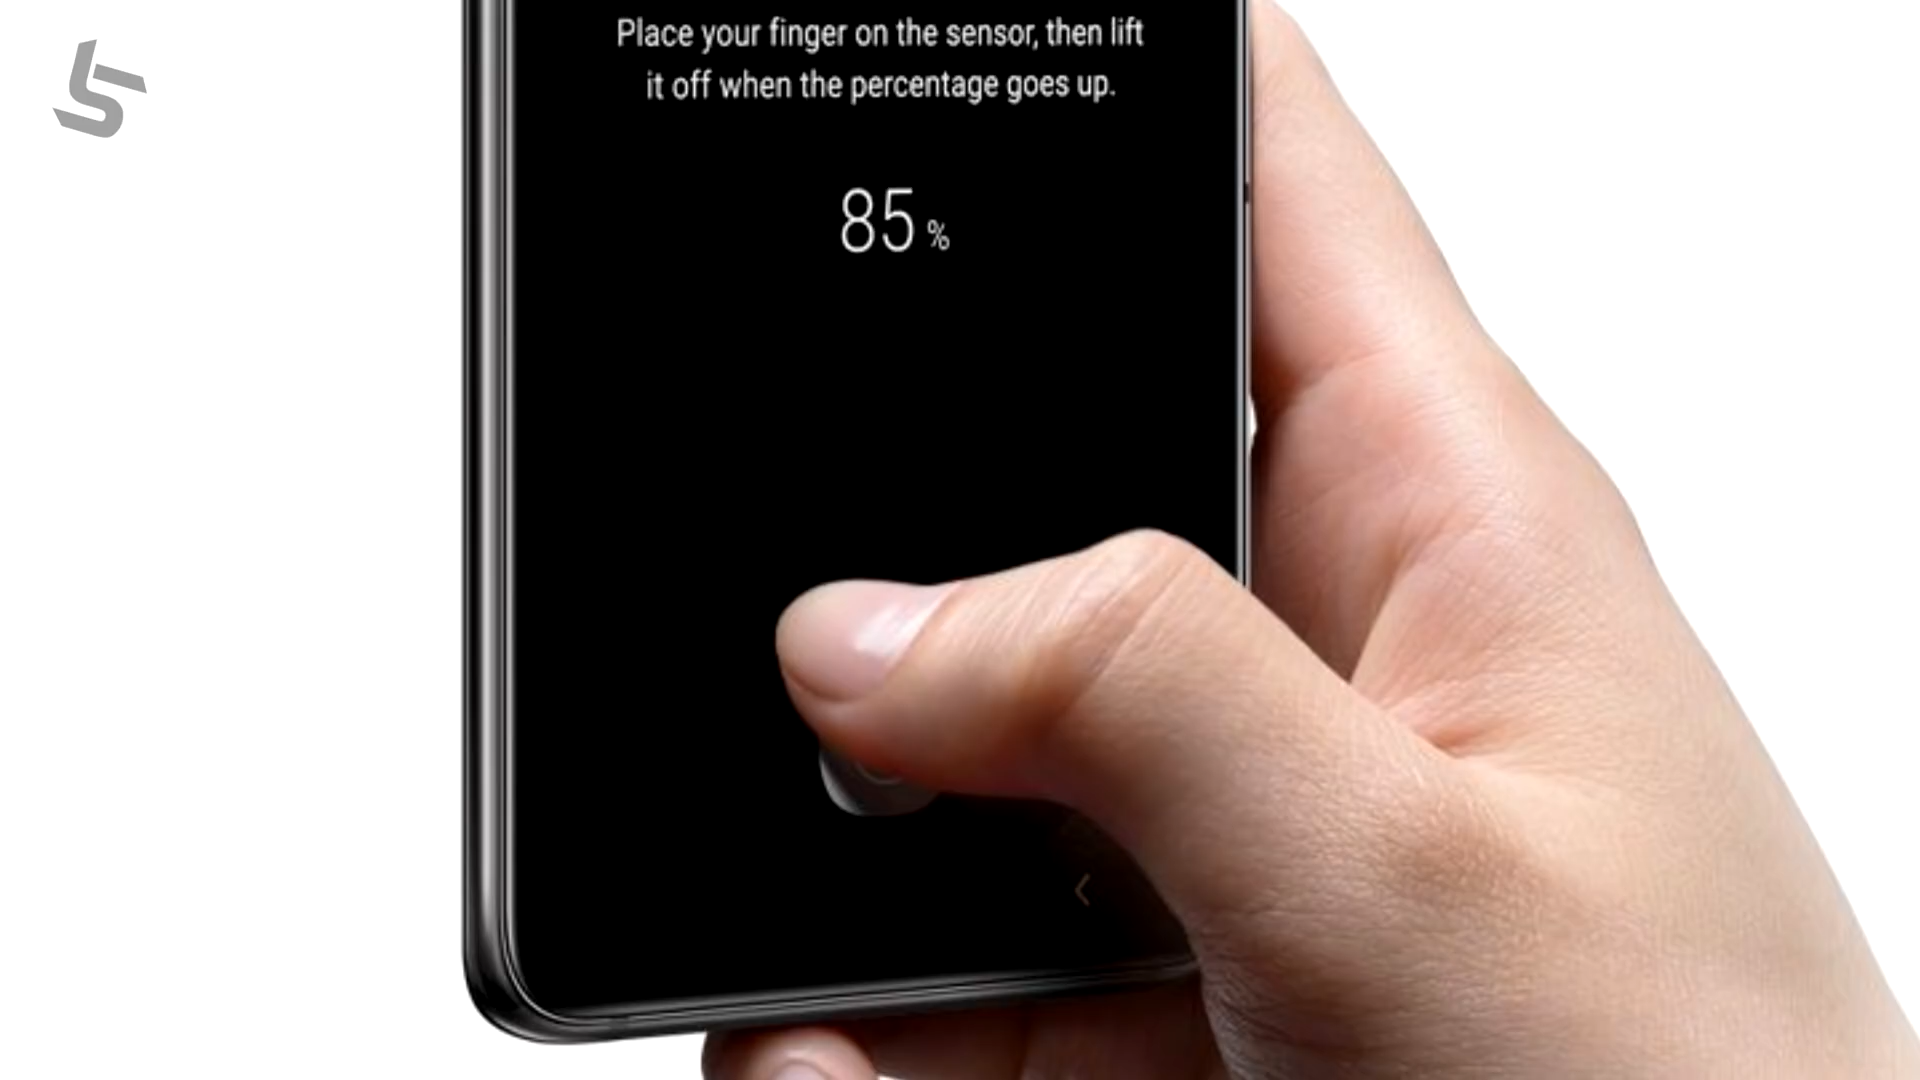 Place your finger on the sensor, then lift
it off when the percentage goes up.
85 %